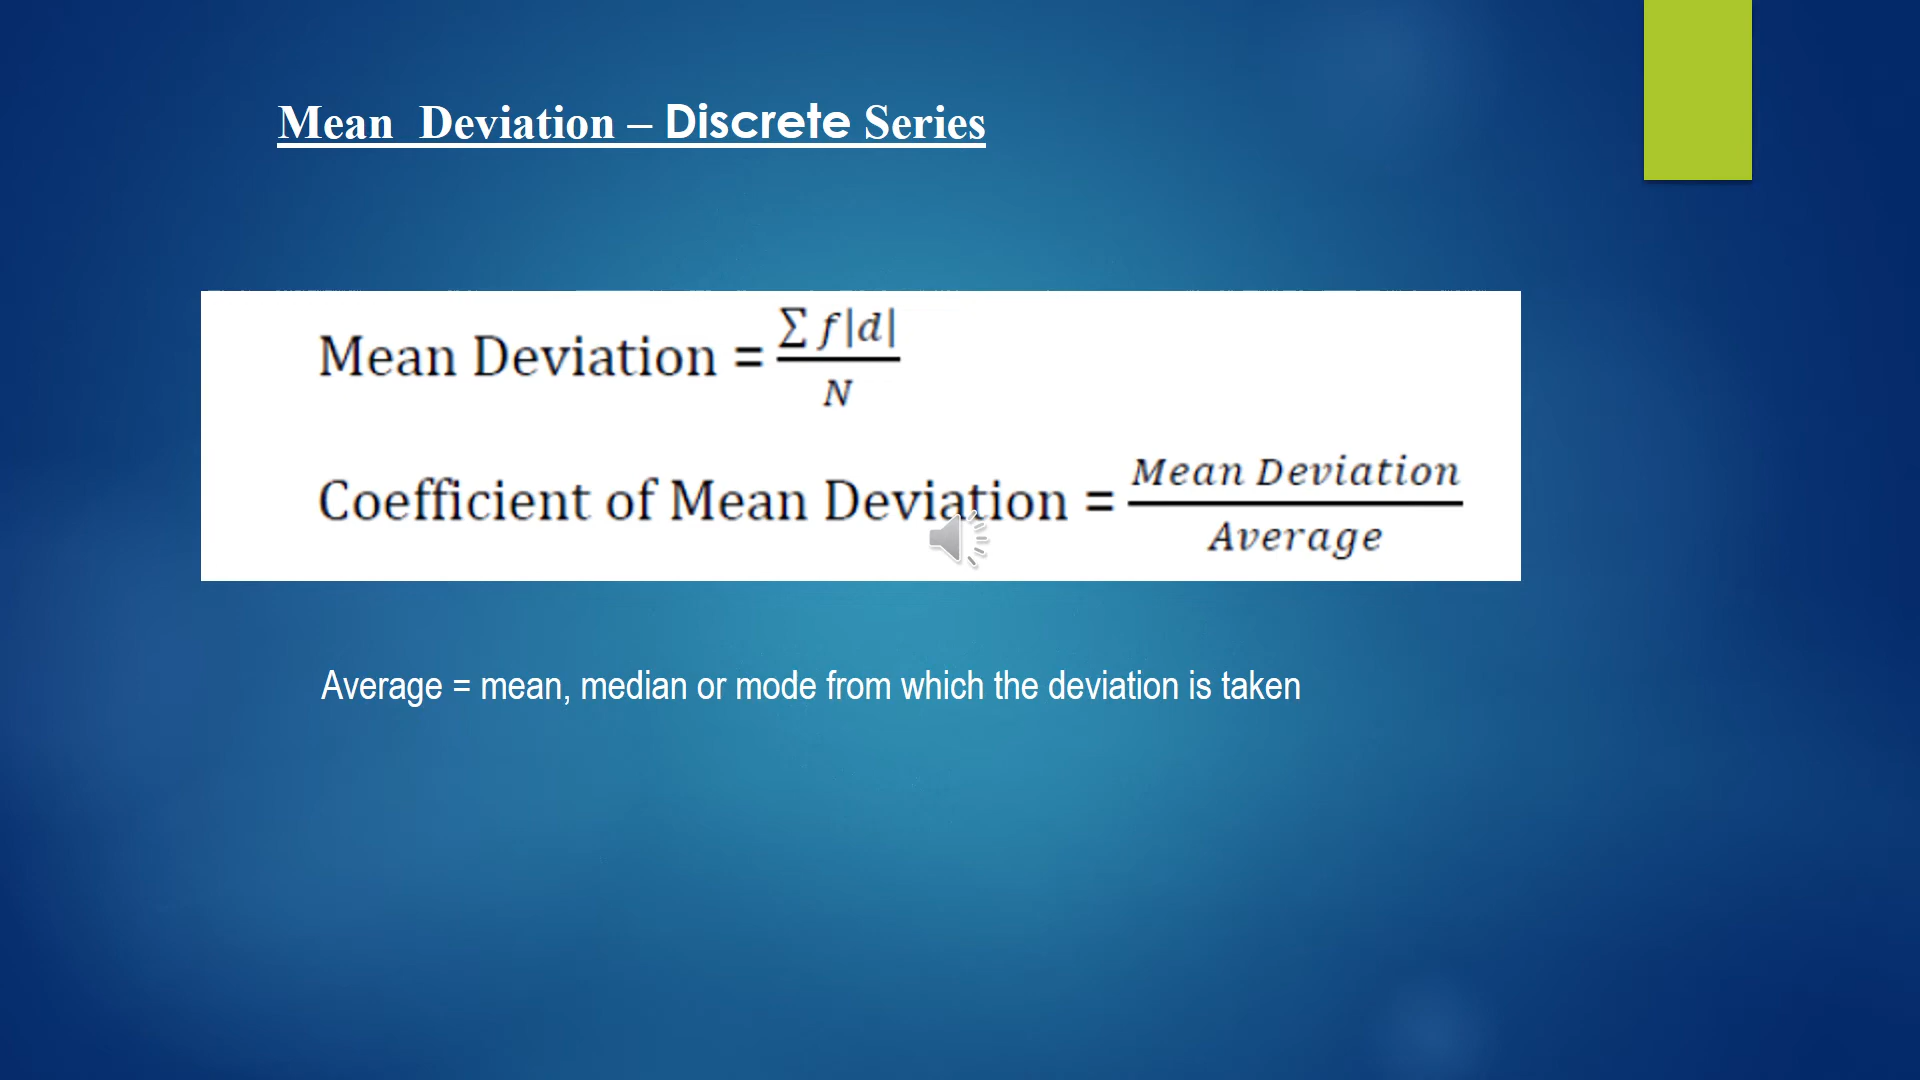 Mean  Deviation – Discrete Series
Mean Deviation = ∑ f|d| / N
Coefficient of Mean Deviation = Mean Deviation / Average
Average = mean, median or mode from which the deviation is taken